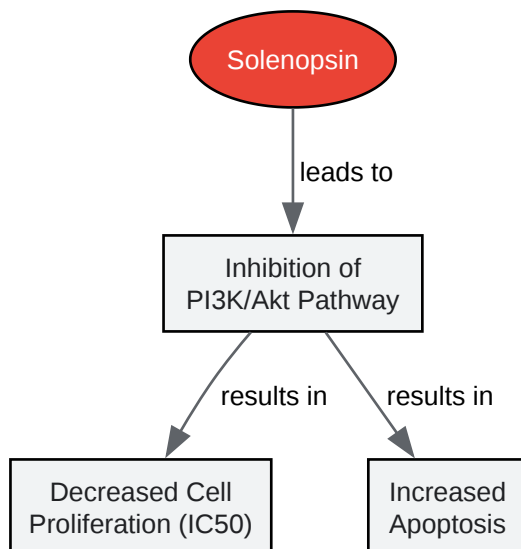 Solenopsin
leads to
Inhibition of
PI3K/Akt Pathway
results in
results in
Decreased Cell
Proliferation (IC50)
Increased
Apoptosis